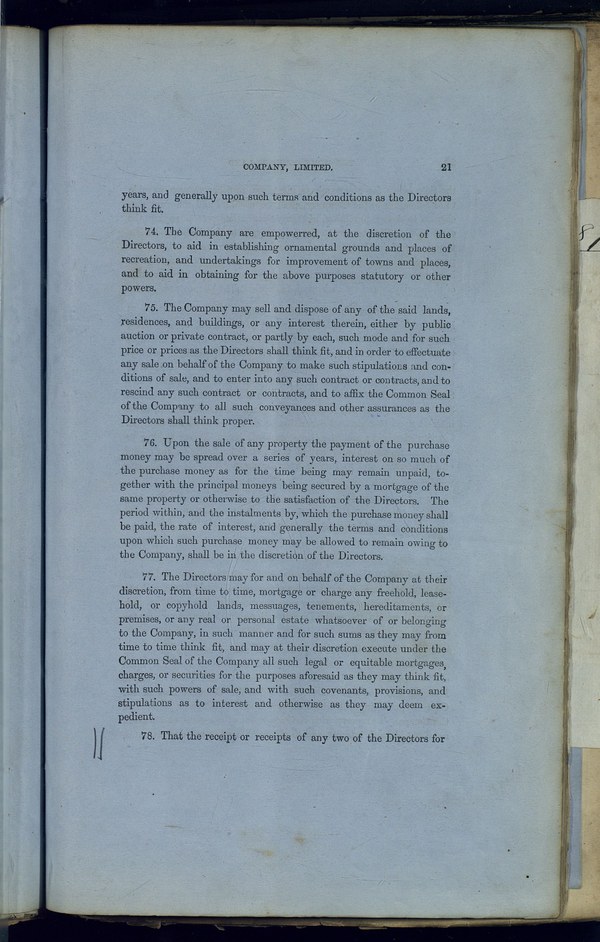 COMPANY, LIMITED. 21
years, and generally upon such terms and conditions as the Directors
think fit.
74. The Company are empowerred, at the discretion of the
Directors, to aid in establishing ornamental grounds and places of
recreation, and undertakings for improvement of towns and places,
and to aid in obtaining for the above purposes statutory or other
powers.
75. The Company may sell and dispose of any of the said lands,
residences, and buildings, or any interest therein, either by public
auction or private contract, or partly by each, such mode and for such
price or prices as the Directors shall think fit, and in order to effectuate
any sale on behalf of the Company to make such stipulations and con-
ditions of sale, and to enter into any such contract or contracts, and to
rescind any such contract or contracts, and to affix the Common Seal
of the Company to all such conveyances and other assurances as the
Directors shall think proper.
76. Upon the sale of any property the payment of the purchase
money may be spread over a series of years, interest on so much of
the purchase money as for the time being may remain unpaid, to-
gether with the principal moneys being secured by a mortgage of the
same property or otherwise to the satisfaction of the Directors. The
period within, and the instalments by, which the purchase money shall
be paid, the rate of interest, and generally the terms and conditions
upon which such purchase money may be allowed to remain owing to
the Company, shall be in the discretion of the Directors.
77. The Directors may for and on behalf of the Company at their
discretion, from time to time, mortgage or charge any freehold, lease-
hold, or copyhold lands, messuages, tenements, hereditaments, or
premises, or any real or personal estate whatsoever of or belonging
to the Company, in such manner and for such sums as they may from
time to time think fit, and may at their discretion execute under the
Common Seal of the Company all such legal or equitable mortgages,
charges, or securities for the purposes aforesaid as they may think fit,
with such powers of sale, and with such covenants, provisions, and
stipulations as to interest and otherwise as they may deem ex-
pedient.
78. That the receipt or receipts of any two of the Directors for